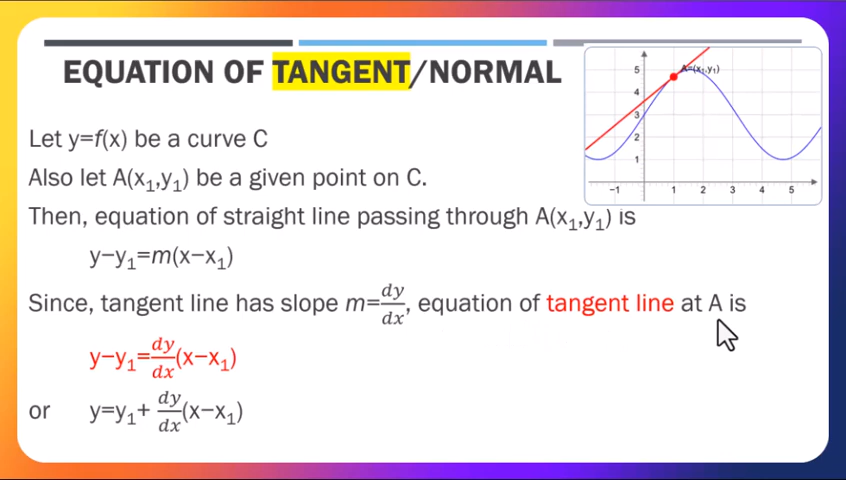 EQUATION OF TANGENT/NORMAL
Let y=f(x) be a curve C
Also let A(x₁,y₁) be a given point on C.
Then, equation of straight line passing through A(x₁,y₁) is
y−y₁=m(x−x₁)
Since, tangent line has slope m=dy/dx, equation of tangent line at A is
y−y₁=dy/dx(x−x₁)
or y=y₁+ dy/dx(x−x₁)
A=(x₁,y₁)
5
4
3
2
1
−1 1 2 3 4 5